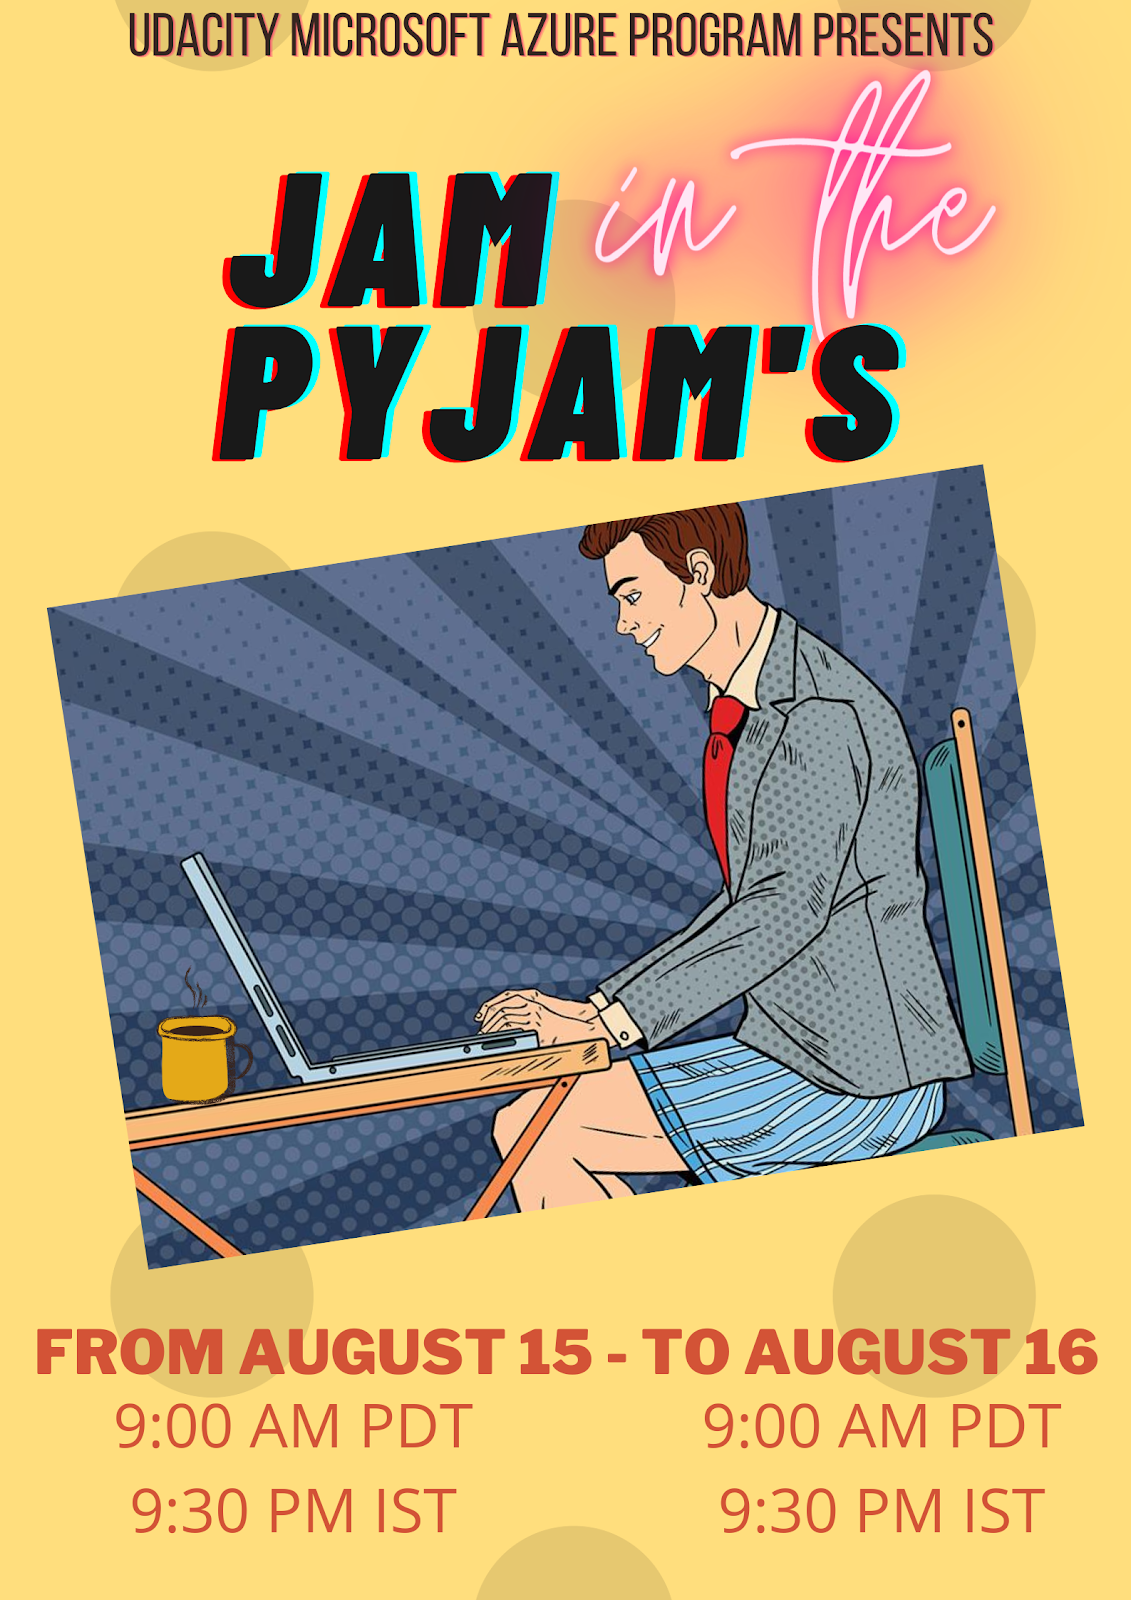 UDACITY MICROSOFT AZURE PROGRAM PRESENTS
JAM in the
PYJAM'S
FROM AUGUST 15 - TO AUGUST 16
9:00 AM PDT 9:00 AM PDT
9:30 PM IST 9:30 PM IST